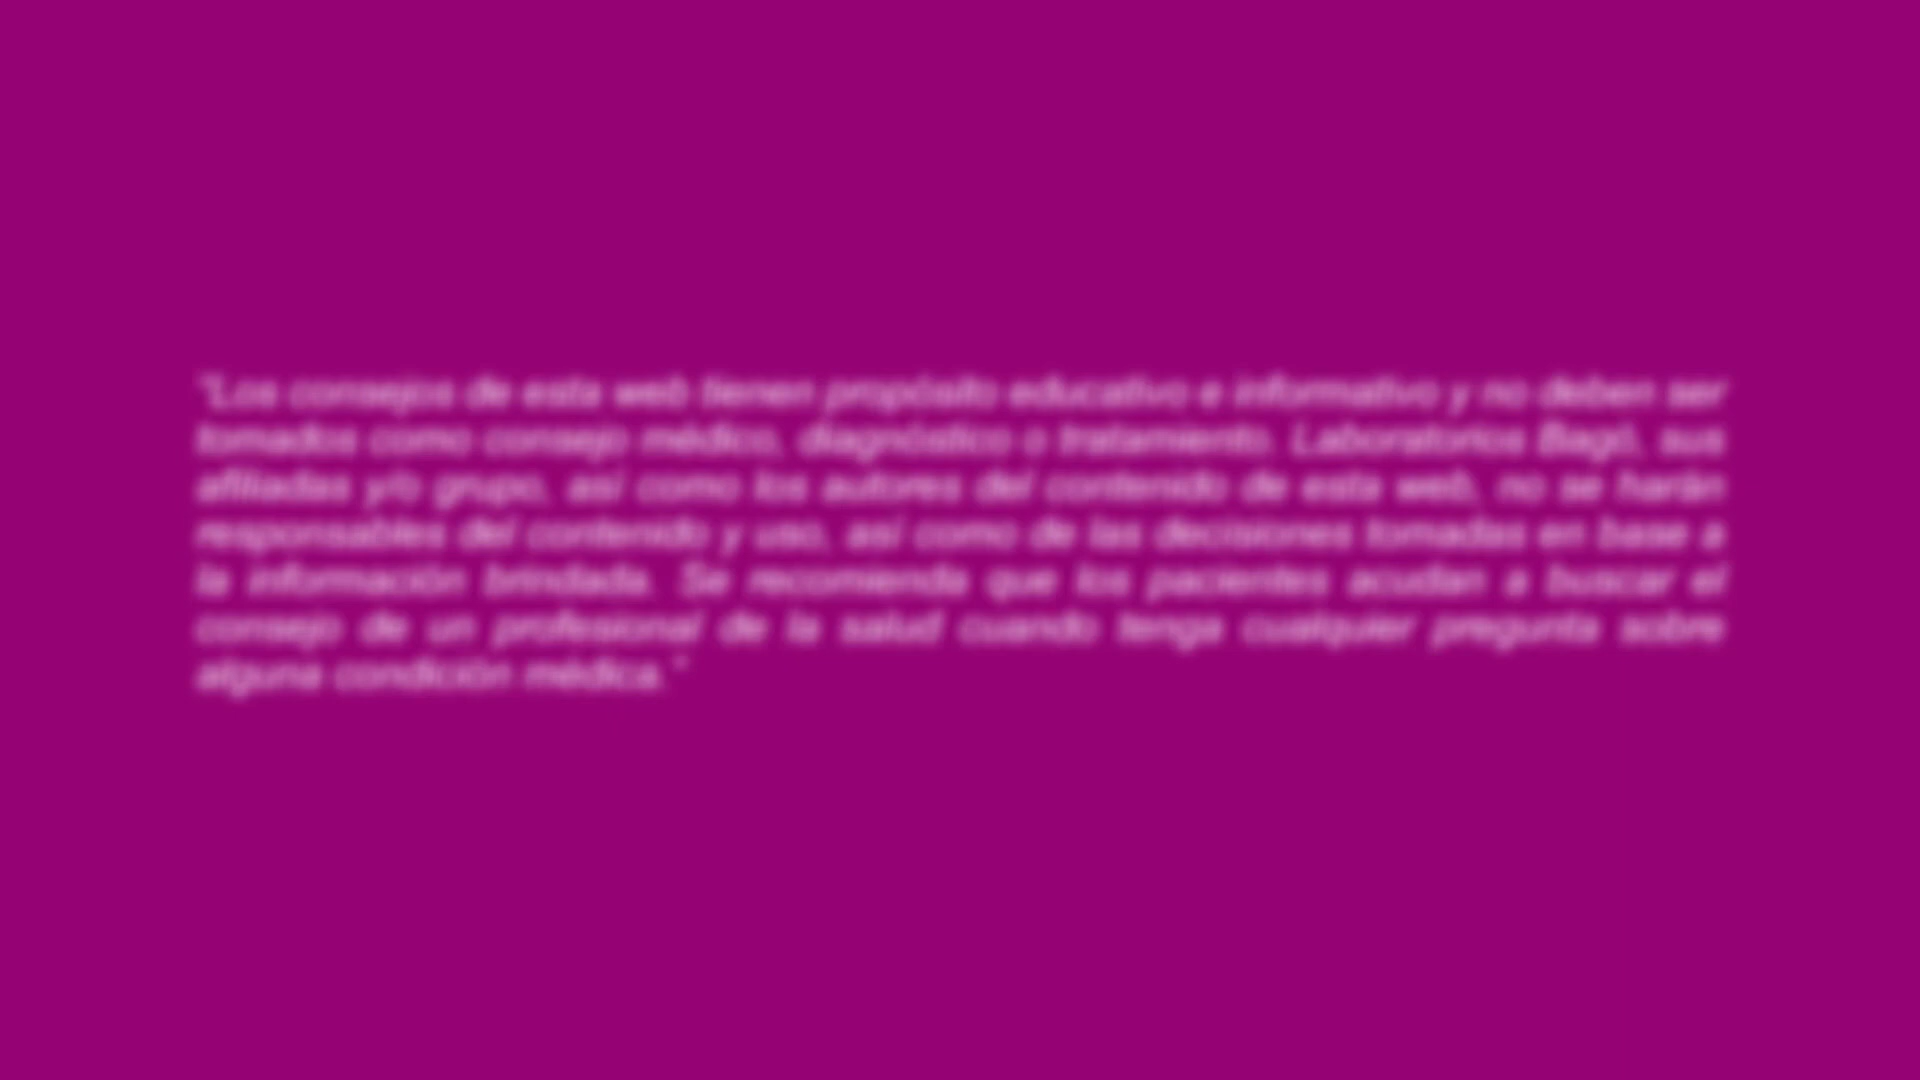 "Los consejos de esta web tienen propósito educativo e informativo y no deben ser
tomados como consejo médico, diagnóstico o tratamiento. Laboratorios Bagó, sus
afiliadas y/o grupo, así como los autores del contenido de esta web, no se harán
responsables del contenido y uso, así como de las decisiones tomadas en base a
la información brindada. Se recomienda que los pacientes acudan a buscar el
consejo de un profesional de la salud cuando tenga cualquier pregunta sobre
alguna condición médica."